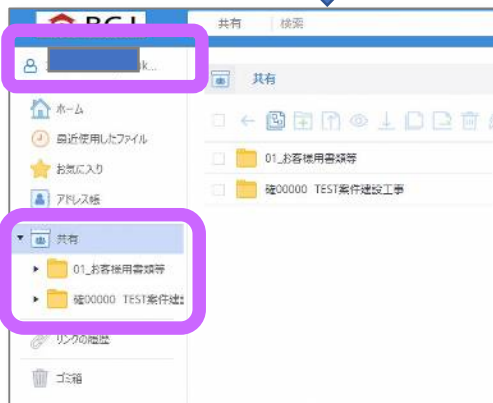 共有 検索
k...
共有
ホーム
最近使用したファイル
お気に入り
01_お客様用書類等
アドレス帳
確00000 TEST案件建設工事
共有
01_お客様用書類等
確00000 TEST案件建
リンクの履歴
ゴミ箱